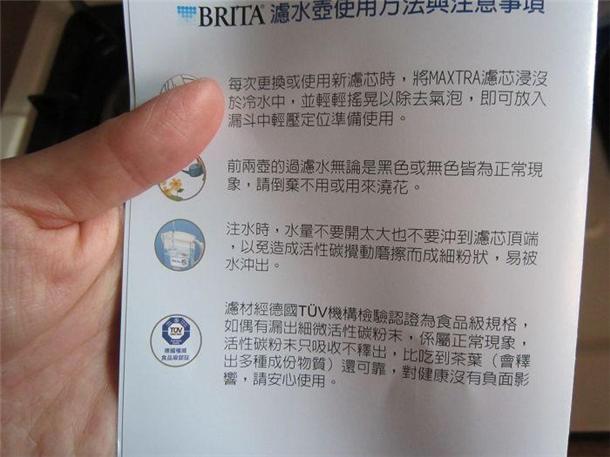 BRITA® 濾水壺使用方法與注意事項
每次更換或使用新濾芯時，將MAXTRA濾芯浸沒
於冷水中，並輕輕搖晃以除去氣泡，即可放入
漏斗中輕壓定位準備使用。
前兩壺的過濾水無論是黑色或無色皆為正常現
象，請倒棄不用或用來澆花。
注水時，水量不要開太大也不要沖到濾芯頂端
，以免造成活性碳攪動磨擦而成細粉狀，易被
水沖出。
濾材經德國TÜV機構檢驗認證為食品級規格，
如偶有漏出細微活性碳粉末，係屬正常現象，
活性碳粉末只吸收不釋出，比吃到茶葉（會釋
出多種成份物質）還可靠，對健康沒有負面影
響，請安心使用。
TÜV
德國權威
食品級認証